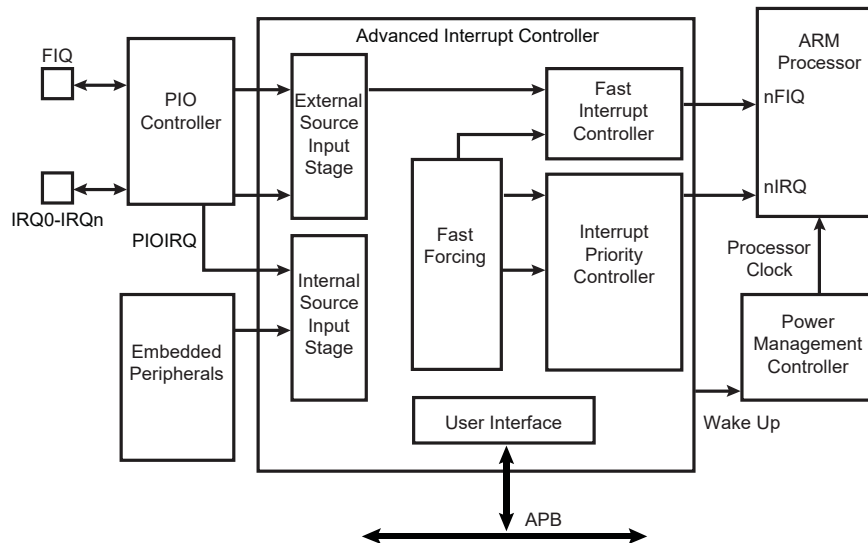 FIQ
PIO
Controller
IRQ0-IRQn
PIOIRQ
Embedded
Peripherals
Advanced Interrupt Controller
External
Source
Input
Stage
Internal
Source
Input
Stage
Fast
Forcing
Fast
Interrupt
Controller
Interrupt
Priority
Controller
User Interface
APB
ARM
Processor
nFIQ
nIRQ
Processor
Clock
Power
Management
Controller
Wake Up